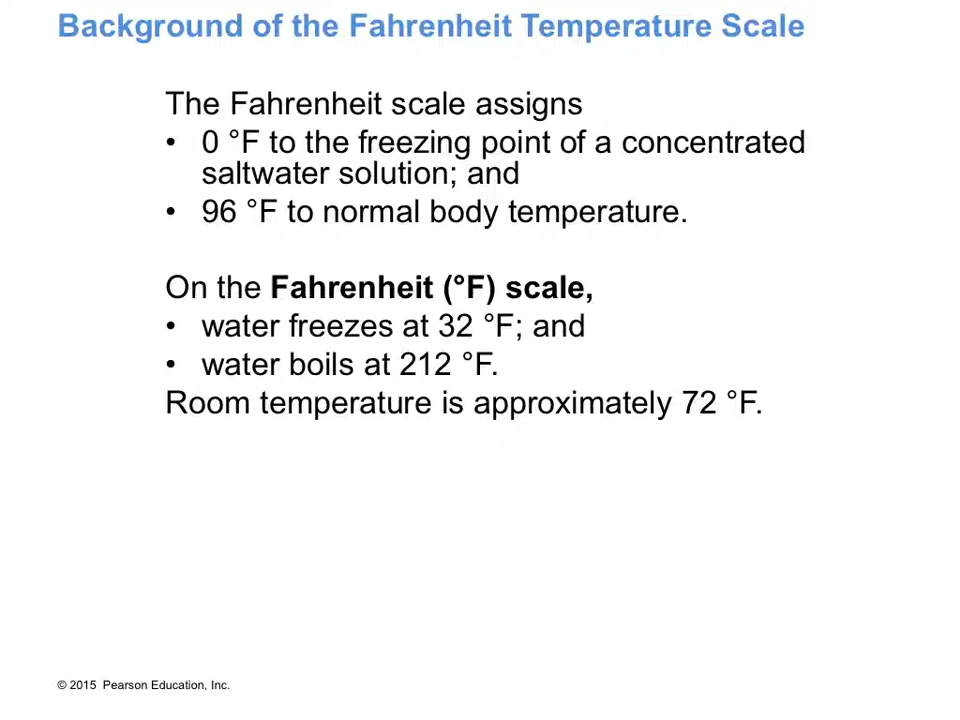 Background of the Fahrenheit Temperature Scale
The Fahrenheit scale assigns
• 0 °F to the freezing point of a concentrated
saltwater solution; and
• 96 °F to normal body temperature.
On the Fahrenheit (°F) scale,
• water freezes at 32 °F; and
• water boils at 212 °F.
Room temperature is approximately 72 °F.
© 2015 Pearson Education, Inc.